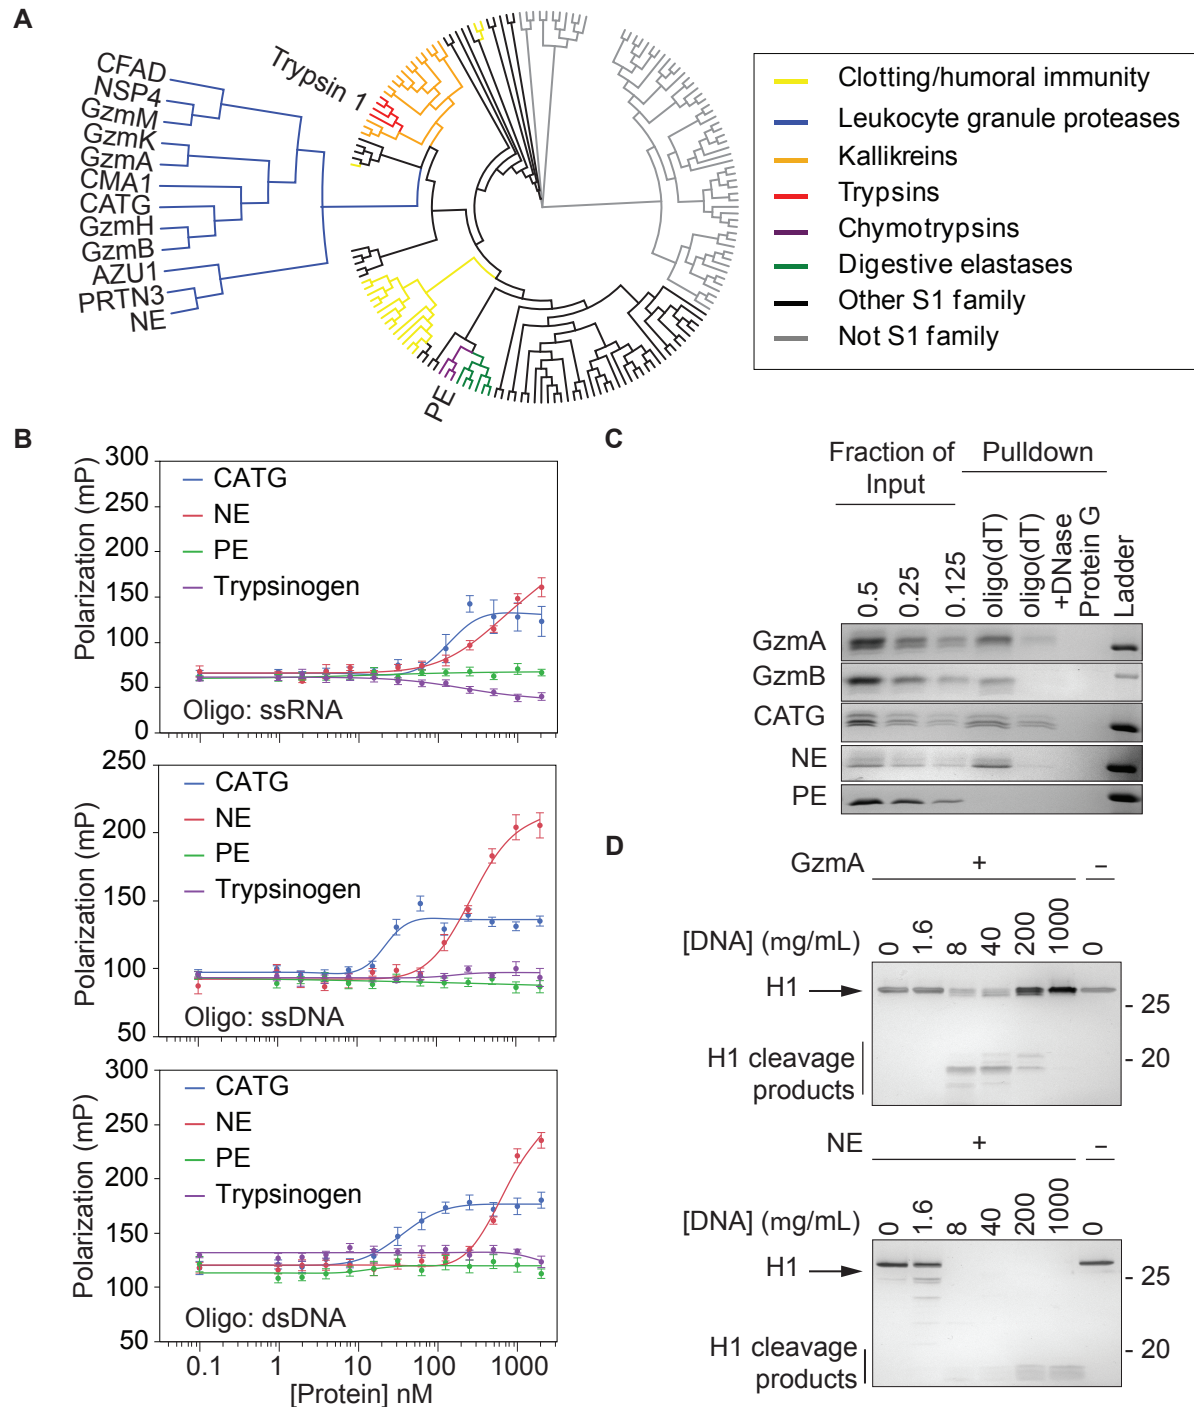 A
CFAD
NSP4
GzmM
GzmK
GzmA
CMA1
CATG
GzmH
GzmB
AZU1
PRTN3
NE
Trypsin 1
PE
Clotting/humoral immunity
Leukocyte granule proteases
Kallikreins
Trypsins
Chymotrypsins
Digestive elastases
Other S1 family
Not S1 family
B
Polarization (mP)
300
250
200
150
100
50
0
CATG
NE
PE
Trypsinogen
Oligo: ssRNA
Polarization (mP)
250
200
150
100
50
CATG
NE
PE
Trypsinogen
Oligo: ssDNA
Polarization (mP)
300
250
200
150
100
50
CATG
NE
PE
Trypsinogen
Oligo: dsDNA
0.1 1 10 100 1000
[Protein] nM
C
Fraction of Input
Pulldown
0.5 0.25 0.125 oligo(dT) oligo(dT) +DNase Protein G Ladder
GzmA
GzmB
CATG
NE
PE
D
GzmA + –
[DNA] (mg/mL) 0 1.6 8 40 200 1000 0
H1
- 25
- 20
H1 cleavage products
NE + –
[DNA] (mg/mL) 0 1.6 8 40 200 1000 0
H1
- 25
- 20
H1 cleavage products